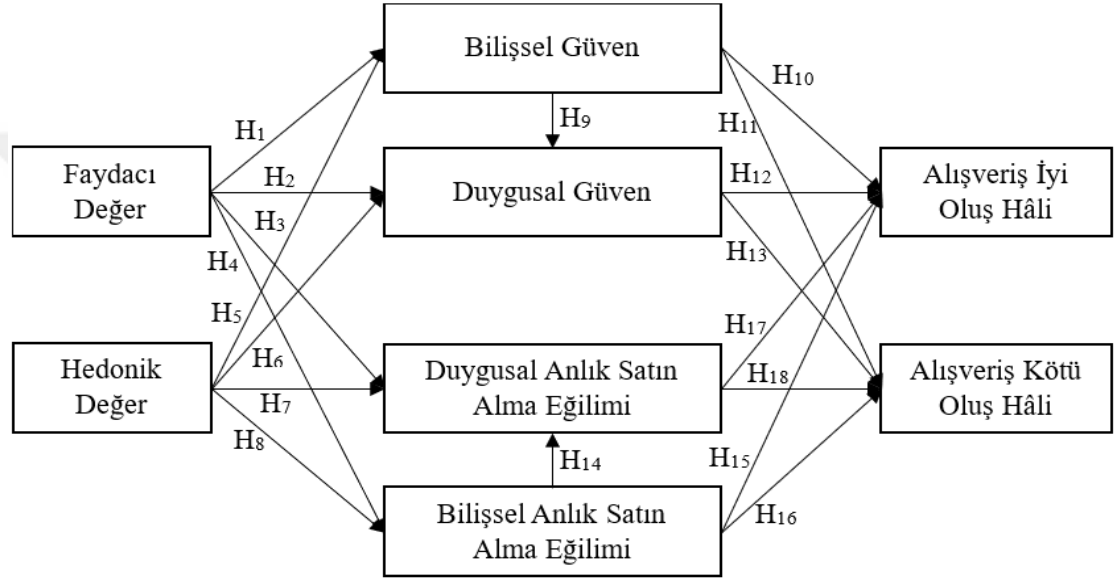 Bilişsel Güven
H10
H9
H11
H1
Faydacı
Değer
H2
Duygusal Güven
H12
Alışveriş İyi
Oluş Hâli
H3
H4
H13
H5
H17
Hedonik
Değer
H6
H7
Duygusal Anlık Satın
Alma Eğilimi
H18
Alışveriş Kötü
Oluş Hâli
H8
H14
H15
Bilişsel Anlık Satın
Alma Eğilimi
H16